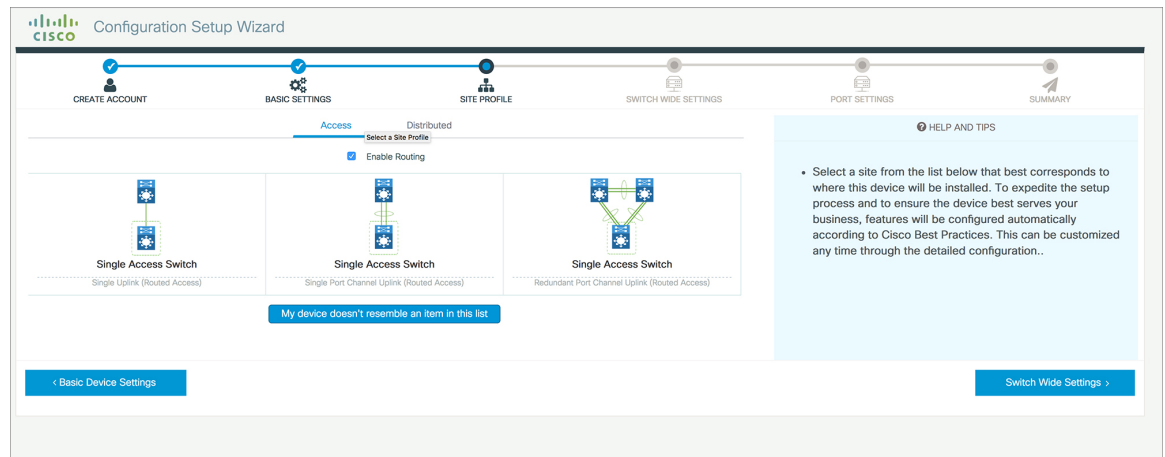 CISCO
Configuration Setup Wizard
CREATE ACCOUNT
BASIC SETTINGS
SITE PROFILE
SWITCH WIDE SETTINGS
PORT SETTINGS
SUMMARY
Access
Distributed
Select a Site Profile
Enable Routing
Single Access Switch
Single Uplink (Routed Access)
Single Access Switch
Single Port Channel Uplink (Routed Access)
Single Access Switch
Redundant Port Channel Uplink (Routed Access)
My device doesn't resemble an item in this list
HELP AND TIPS
• Select a site from the list below that best corresponds to
where this device will be installed. To expedite the setup
process and to ensure the device best serves your
business, features will be configured automatically
according to Cisco Best Practices. This can be customized
any time through the detailed configuration..
‹ Basic Device Settings
Switch Wide Settings ›